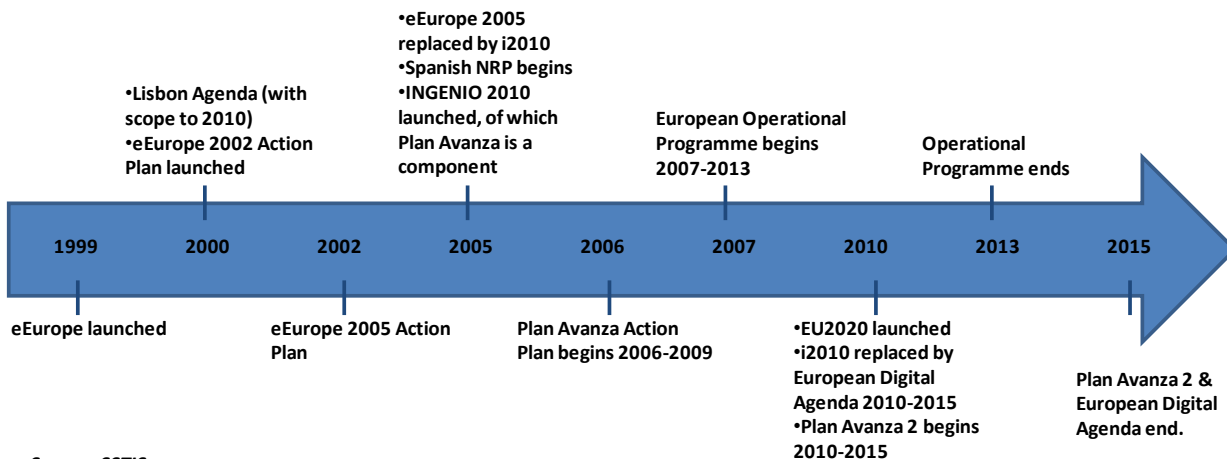 •eEurope 2005
replaced by i2010
•Spanish NRP begins
•INGENIO 2010
launched, of which
Plan Avanza is a
component
•Lisbon Agenda (with
scope to 2010)
•eEurope 2002 Action
Plan launched
European Operational
Programme begins
2007-2013
Operational
Programme ends
1999
2000
2002
2005
2006
2007
2010
2013
2015
eEurope launched
eEurope 2005 Action
Plan
Plan Avanza Action
Plan begins 2006-2009
•EU2020 launched
•i2010 replaced by
European Digital
Agenda 2010-2015
•Plan Avanza 2 begins
2010-2015
Plan Avanza 2 &
European Digital
Agenda end.